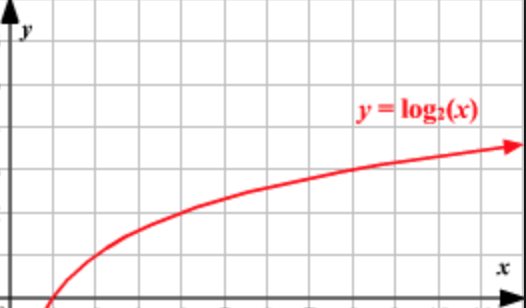 y
y = log₂(x)
x